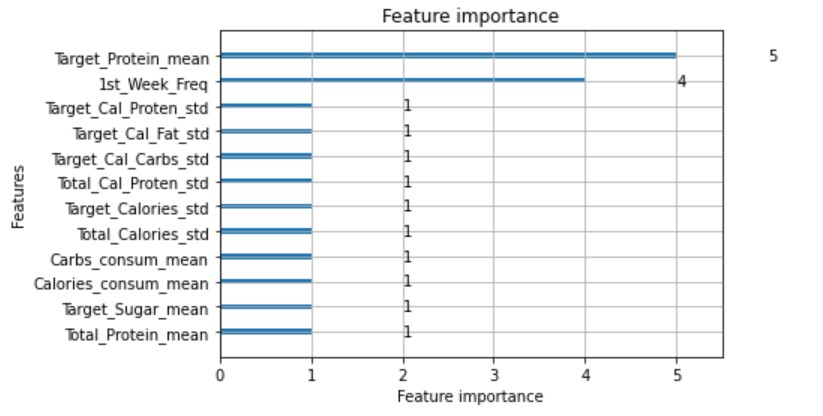 Feature importance
Target_Protein_mean 5
1st_Week_Freq 4
Target_Cal_Proten_std 1
Target_Cal_Fat_std 1
Target_Cal_Carbs_std 1
Total_Cal_Proten_std 1
Target_Calories_std 1
Total_Calories_std 1
Carbs_consum_mean 1
Calories_consum_mean 1
Target_Sugar_mean 1
Total_Protein_mean 1
Features
0 1 2 3 4 5
Feature importance